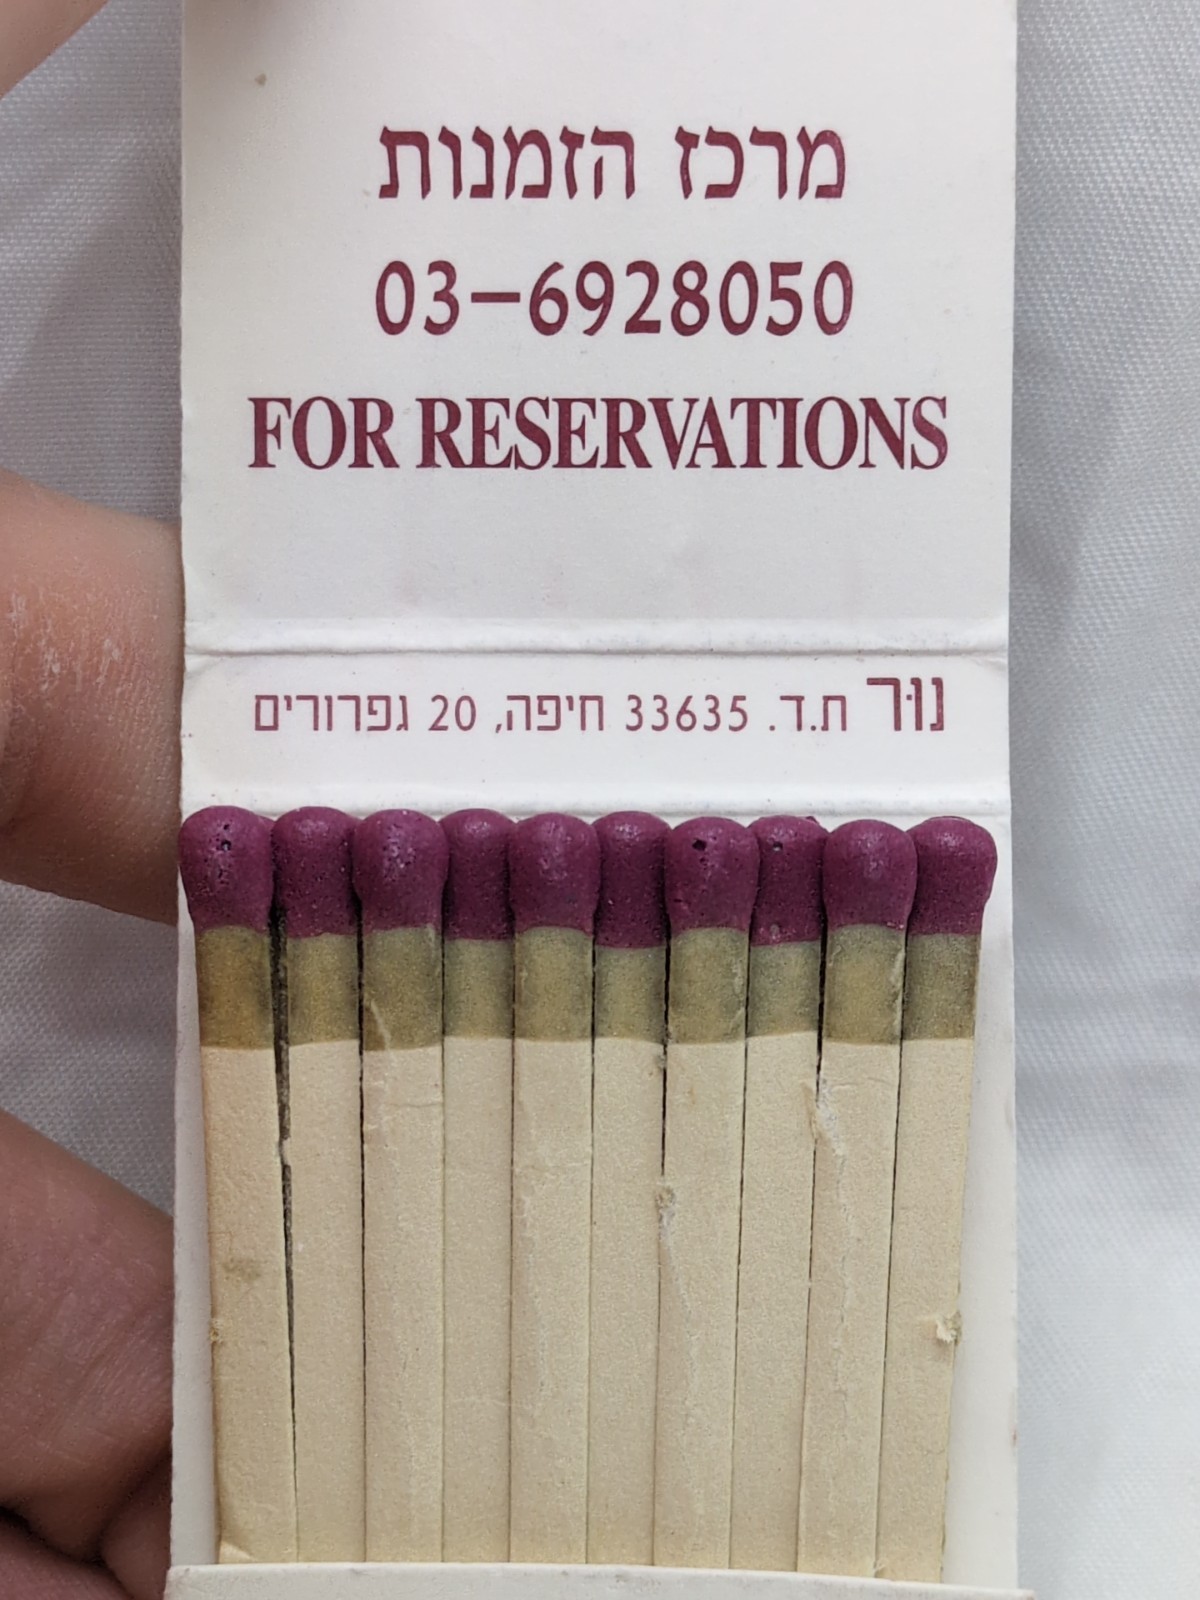 מרכז הזמנות
03-6928050
FOR RESERVATIONS
נור ת.ד. 33635 חיפה, 20 גפרורים